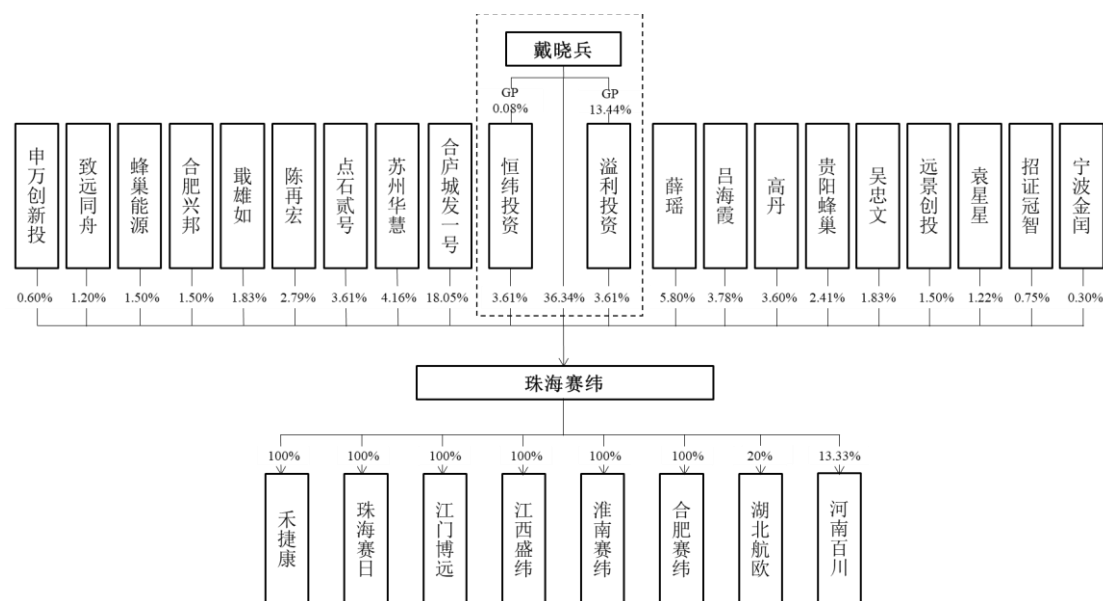 戴晓兵
GP
0.08%
GP
13.44%
申万创新投
致远同舟
蜂巢能源
合肥兴邦
戢雄如
陈再宏
点石贰号
苏州华慧
合庐城发一号
恒纬投资
溢利投资
薛瑶
吕海霞
高丹
贵阳蜂巢
吴忠文
远景创投
袁星星
招证冠智
宁波金闰
0.60%
1.20%
1.50%
1.50%
1.83%
2.79%
3.61%
4.16%
18.05%
3.61%
36.34%
3.61%
5.80%
3.78%
3.60%
2.41%
1.83%
1.50%
1.22%
0.75%
0.30%
珠海赛纬
100%
100%
100%
100%
100%
100%
20%
13.33%
禾捷康
珠海赛日
江门博远
江西盛纬
淮南赛纬
合肥赛纬
湖北航欧
河南百川